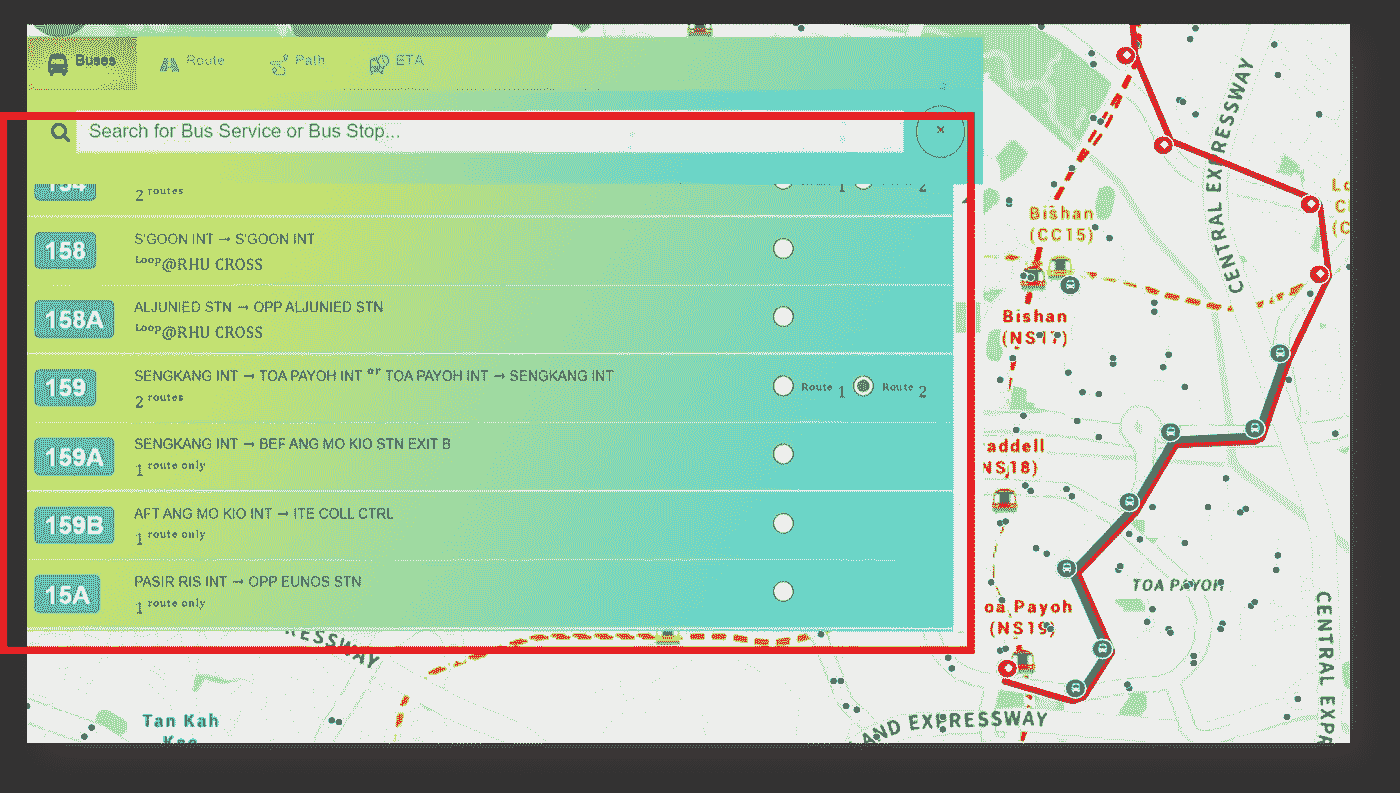 Buses Route Path ETA
Search for Bus Service or Bus Stop...
2 routes 1 2
158 S'GOON INT → S'GOON INT
Loop@RHU CROSS
158A ALJUNIED STN → OPP ALJUNIED STN
Loop@RHU CROSS
159 SENGKANG INT → TOA PAYOH INT or TOA PAYOH INT → SENGKANG INT
2 routes Route 1 Route 2
159A SENGKANG INT → BEF ANG MO KIO STN EXIT B
1 route only
159B AFT ANG MO KIO INT → ITE COLL CTRL
1 route only
15A PASIR RIS INT → OPP EUNOS STN
1 route only
CENTRAL EXPRESSWAY
Bishan
(CC15)
Bishan
(NS17)
addell
NS18)
TOA PAYOH
oa Payoh
(NS19)
CENTRAL EXPR
RESSWAY
AND EXPRESSWAY
Tan Kah